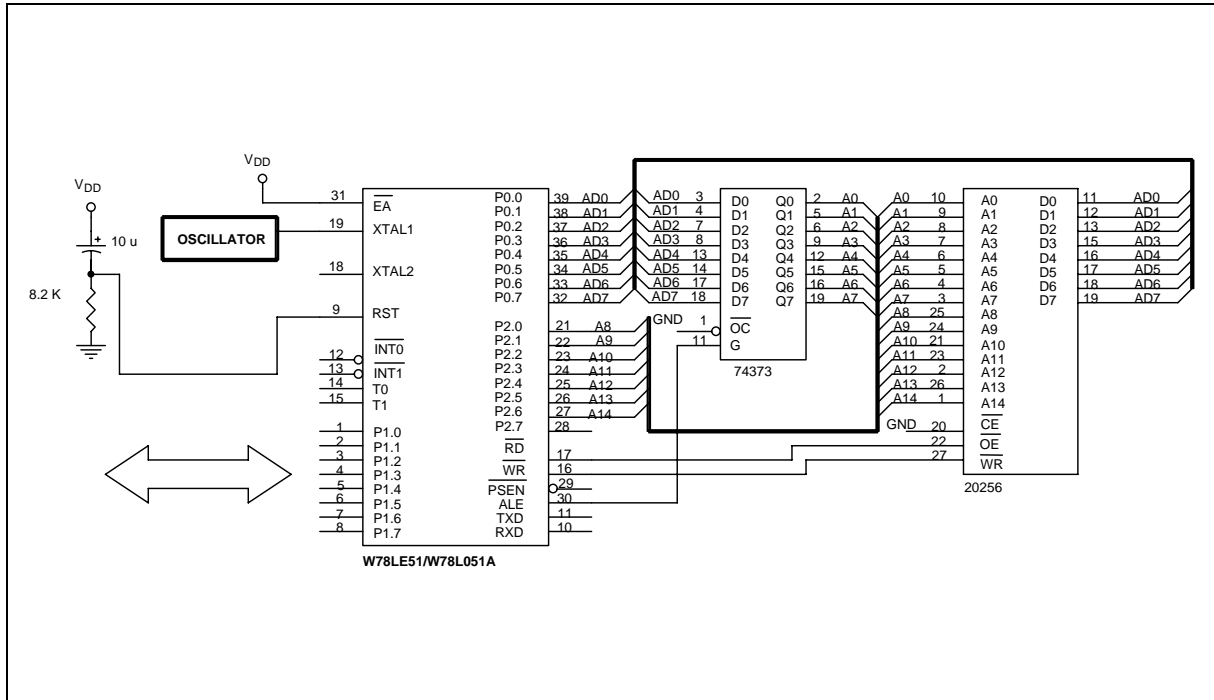 VDD
10 u
8.2 K
VDD
OSCILLATOR
31 EA
19 XTAL1
18 XTAL2
9 RST
12 INT0
13 INT1
14 T0
15 T1
1 P1.0
2 P1.1
3 P1.2
4 P1.3
5 P1.4
6 P1.5
7 P1.6
8 P1.7
P0.0 39 AD0
P0.1 38 AD1
P0.2 37 AD2
P0.3 36 AD3
P0.4 35 AD4
P0.5 34 AD5
P0.6 33 AD6
P0.7 32 AD7
P2.0 21 A8
P2.1 22 A9
P2.2 23 A10
P2.3 24 A11
P2.4 25 A12
P2.5 26 A13
P2.6 27 A14
P2.7 28
RD 17
WR 16
PSEN 29
ALE 30
TXD 11
RXD 10
W78LE51/W78L051A
AD0 3 D0 Q0 2 A0
AD1 4 D1 Q1 5 A1
AD2 7 D2 Q2 6 A2
AD3 8 D3 Q3 9 A3
AD4 13 D4 Q4 12 A4
AD5 14 D5 Q5 15 A5
AD6 17 D6 Q6 16 A6
AD7 18 D7 Q7 19 A7
GND 1 OC
11 G
74373
A0 10 A0 D0 11 AD0
A1 9 A1 D1 12 AD1
A2 8 A2 D2 13 AD2
A3 7 A3 D3 15 AD3
A4 6 A4 D4 16 AD4
A5 5 A5 D5 17 AD5
A6 4 A6 D6 18 AD6
A7 3 A7 D7 19 AD7
A8 25 A8
A9 24 A9
A10 21 A10
A11 23 A11
A12 2 A12
A13 26 A13
A14 1 A14
GND 20 CE
22 OE
27 WR
20256